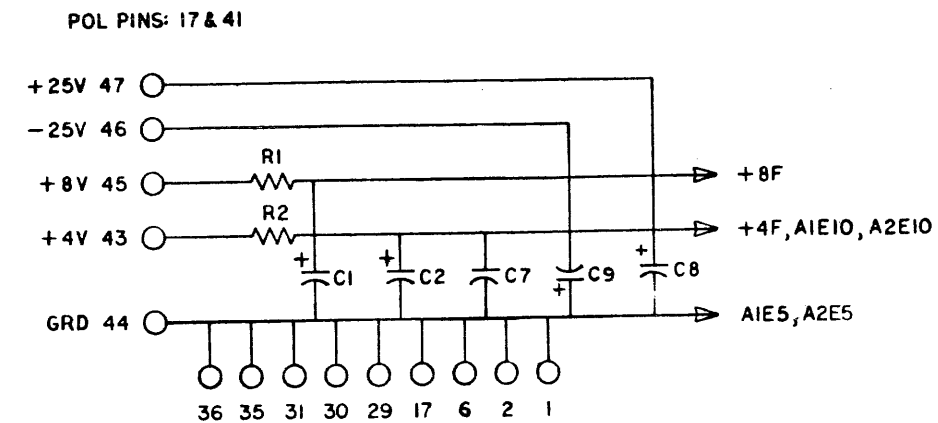 POL PINS: 17 & 41
+25V 47
-25V 46
R1
+8V 45
+8F
R2
+4V 43
+4F, A1E10, A2E10
+ C1
+ C2
C7
+ C9
+ C8
GRD 44
A1E5, A2E5
36 35 31 30 29 17 6 2 1